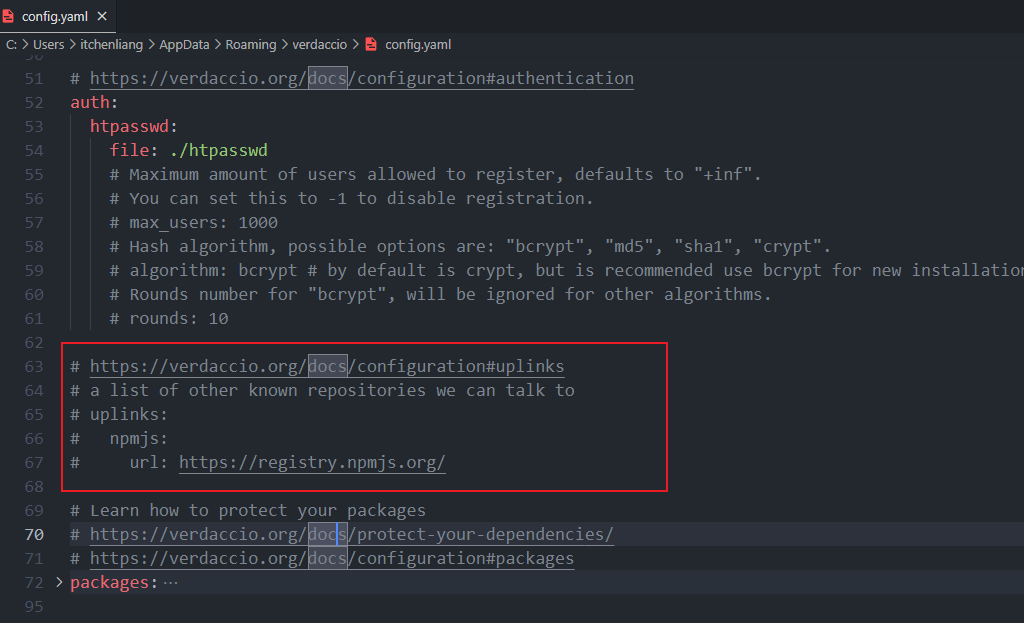 config.yaml ×
C: > Users > itchenliang > AppData > Roaming > verdaccio > config.yaml
51 # https://verdaccio.org/docs/configuration#authentication
52 auth:
53 htpasswd:
54 file: ./htpasswd
55 # Maximum amount of users allowed to register, defaults to "+inf".
56 # You can set this to -1 to disable registration.
57 # max_users: 1000
58 # Hash algorithm, possible options are: "bcrypt", "md5", "sha1", "crypt".
59 # algorithm: bcrypt # by default is crypt, but is recommended use bcrypt for new installation
60 # Rounds number for "bcrypt", will be ignored for other algorithms.
61 # rounds: 10
62
63 # https://verdaccio.org/docs/configuration#uplinks
64 # a list of other known repositories we can talk to
65 # uplinks:
66 #   npmjs:
67 #     url: https://registry.npmjs.org/
68
69 # Learn how to protect your packages
70 # https://verdaccio.org/docs/protect-your-dependencies/
71 # https://verdaccio.org/docs/configuration#packages
72 > packages: ···
95